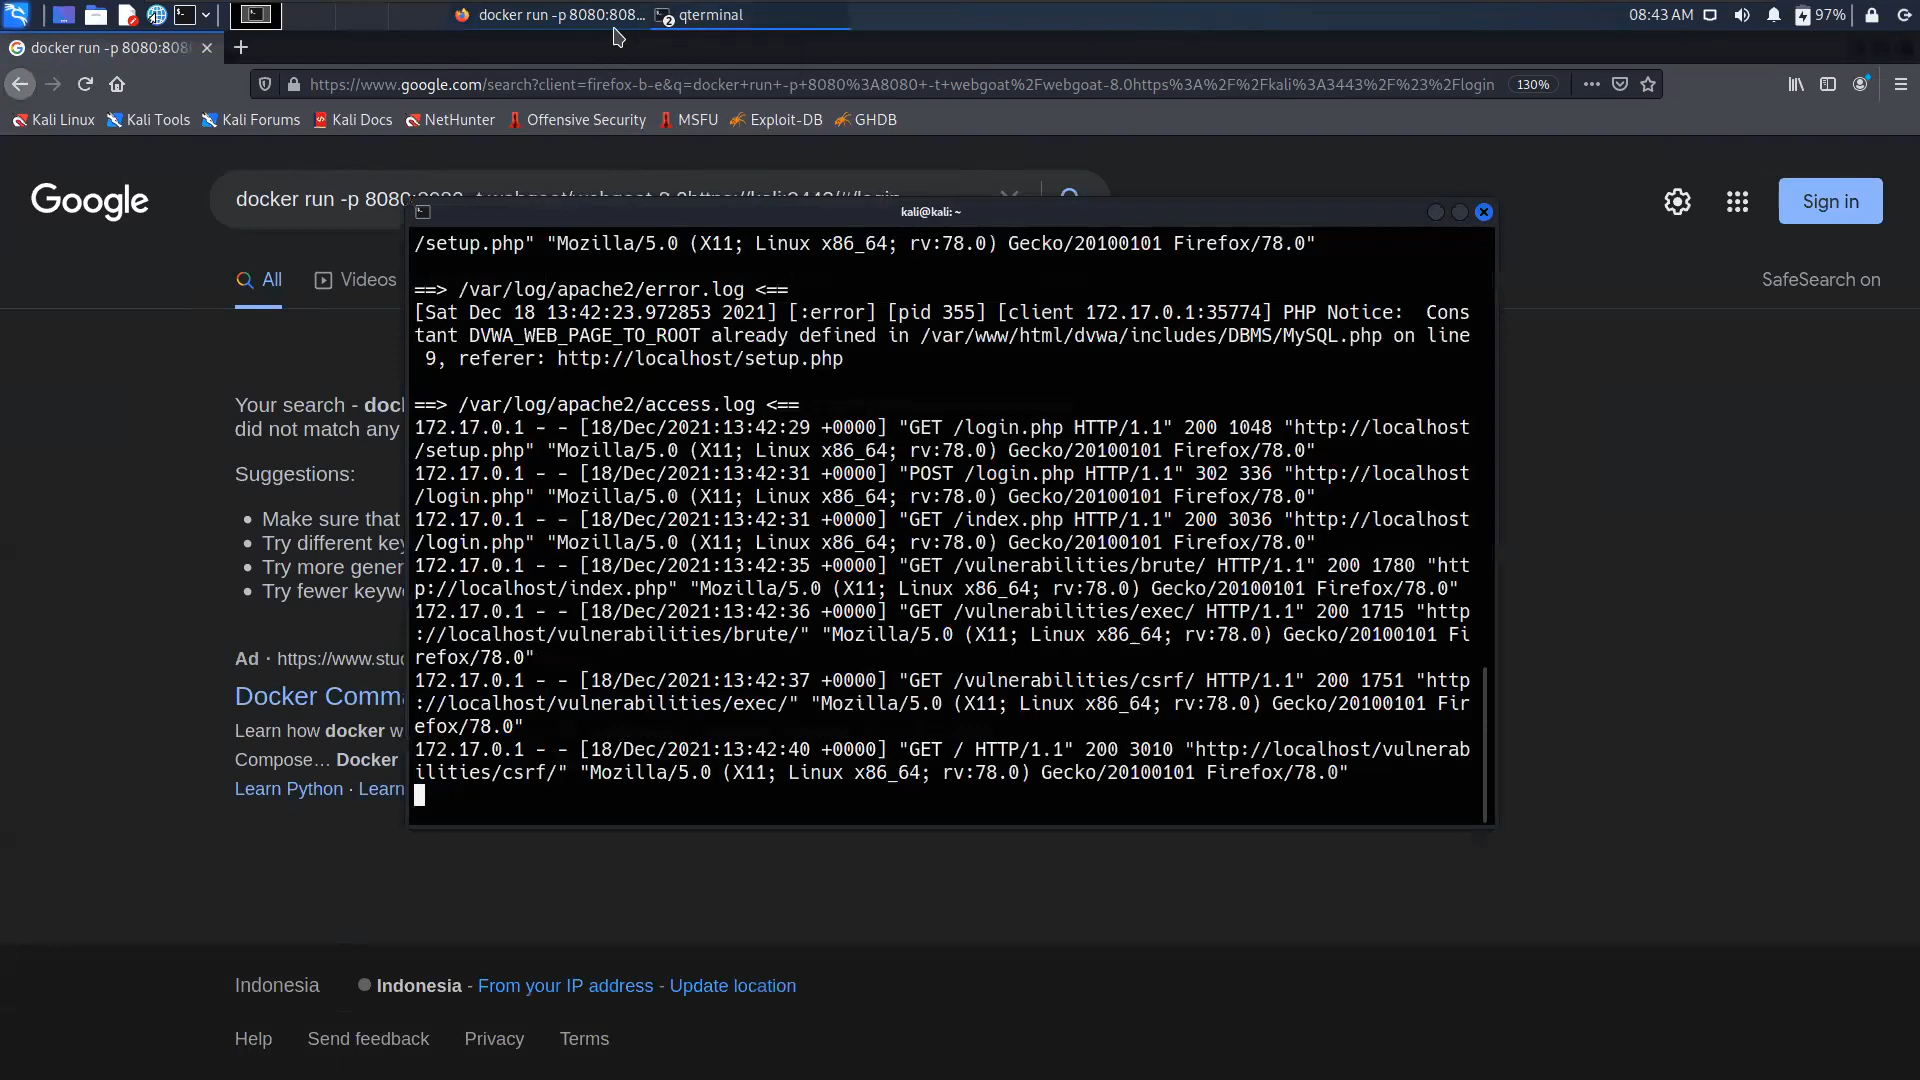 docker run -p 8080:808...
2
qterminal
08:43 AM
97%
docker run -p 8080:808
https://www.google.com/search?client=firefox-b-e&q=docker+run+-p+8080%3A8080+-t+webgoat%2Fwebgoat-8.0https%3A%2F%2Fkali%3A3443%2F%23%2Flogin
130%
Kali Linux
Kali Tools
Kali Forums
Kali Docs
NetHunter
Offensive Security
MSFU
Exploit-DB
GHDB
Google
docker run -p 8080:8080 -t webgoat/webgoat-8.0https://kali:3443/#/login
Sign in
All
Videos
SafeSearch on
Your search - doc
did not match any
Suggestions:
Make sure that
Try different key
Try more gener
Try fewer keywo
Ad · https://www.stu
Docker Comm
Learn how docker w
Compose… Docker
Learn Python · Learn
kali@kali: ~
/setup.php" "Mozilla/5.0 (X11; Linux x86_64; rv:78.0) Gecko/20100101 Firefox/78.0"
==> /var/log/apache2/error.log <==
[Sat Dec 18 13:42:23.972853 2021] [:error] [pid 355] [client 172.17.0.1:35774] PHP Notice:  Cons
tant DVWA_WEB_PAGE_TO_ROOT already defined in /var/www/html/dvwa/includes/DBMS/MySQL.php on line
 9, referer: http://localhost/setup.php
==> /var/log/apache2/access.log <==
172.17.0.1 - - [18/Dec/2021:13:42:29 +0000] "GET /login.php HTTP/1.1" 200 1048 "http://localhost
/setup.php" "Mozilla/5.0 (X11; Linux x86_64; rv:78.0) Gecko/20100101 Firefox/78.0"
172.17.0.1 - - [18/Dec/2021:13:42:31 +0000] "POST /login.php HTTP/1.1" 302 336 "http://localhost
/login.php" "Mozilla/5.0 (X11; Linux x86_64; rv:78.0) Gecko/20100101 Firefox/78.0"
172.17.0.1 - - [18/Dec/2021:13:42:31 +0000] "GET /index.php HTTP/1.1" 200 3036 "http://localhost
/login.php" "Mozilla/5.0 (X11; Linux x86_64; rv:78.0) Gecko/20100101 Firefox/78.0"
172.17.0.1 - - [18/Dec/2021:13:42:35 +0000] "GET /vulnerabilities/brute/ HTTP/1.1" 200 1780 "htt
p://localhost/index.php" "Mozilla/5.0 (X11; Linux x86_64; rv:78.0) Gecko/20100101 Firefox/78.0"
172.17.0.1 - - [18/Dec/2021:13:42:36 +0000] "GET /vulnerabilities/exec/ HTTP/1.1" 200 1715 "http
://localhost/vulnerabilities/brute/" "Mozilla/5.0 (X11; Linux x86_64; rv:78.0) Gecko/20100101 Fi
refox/78.0"
172.17.0.1 - - [18/Dec/2021:13:42:37 +0000] "GET /vulnerabilities/csrf/ HTTP/1.1" 200 1751 "http
://localhost/vulnerabilities/exec/" "Mozilla/5.0 (X11; Linux x86_64; rv:78.0) Gecko/20100101 Fir
efox/78.0"
172.17.0.1 - - [18/Dec/2021:13:42:40 +0000] "GET / HTTP/1.1" 200 3010 "http://localhost/vulnerab
ilities/csrf/" "Mozilla/5.0 (X11; Linux x86_64; rv:78.0) Gecko/20100101 Firefox/78.0"
Indonesia
Indonesia - From your IP address - Update location
Help
Send feedback
Privacy
Terms